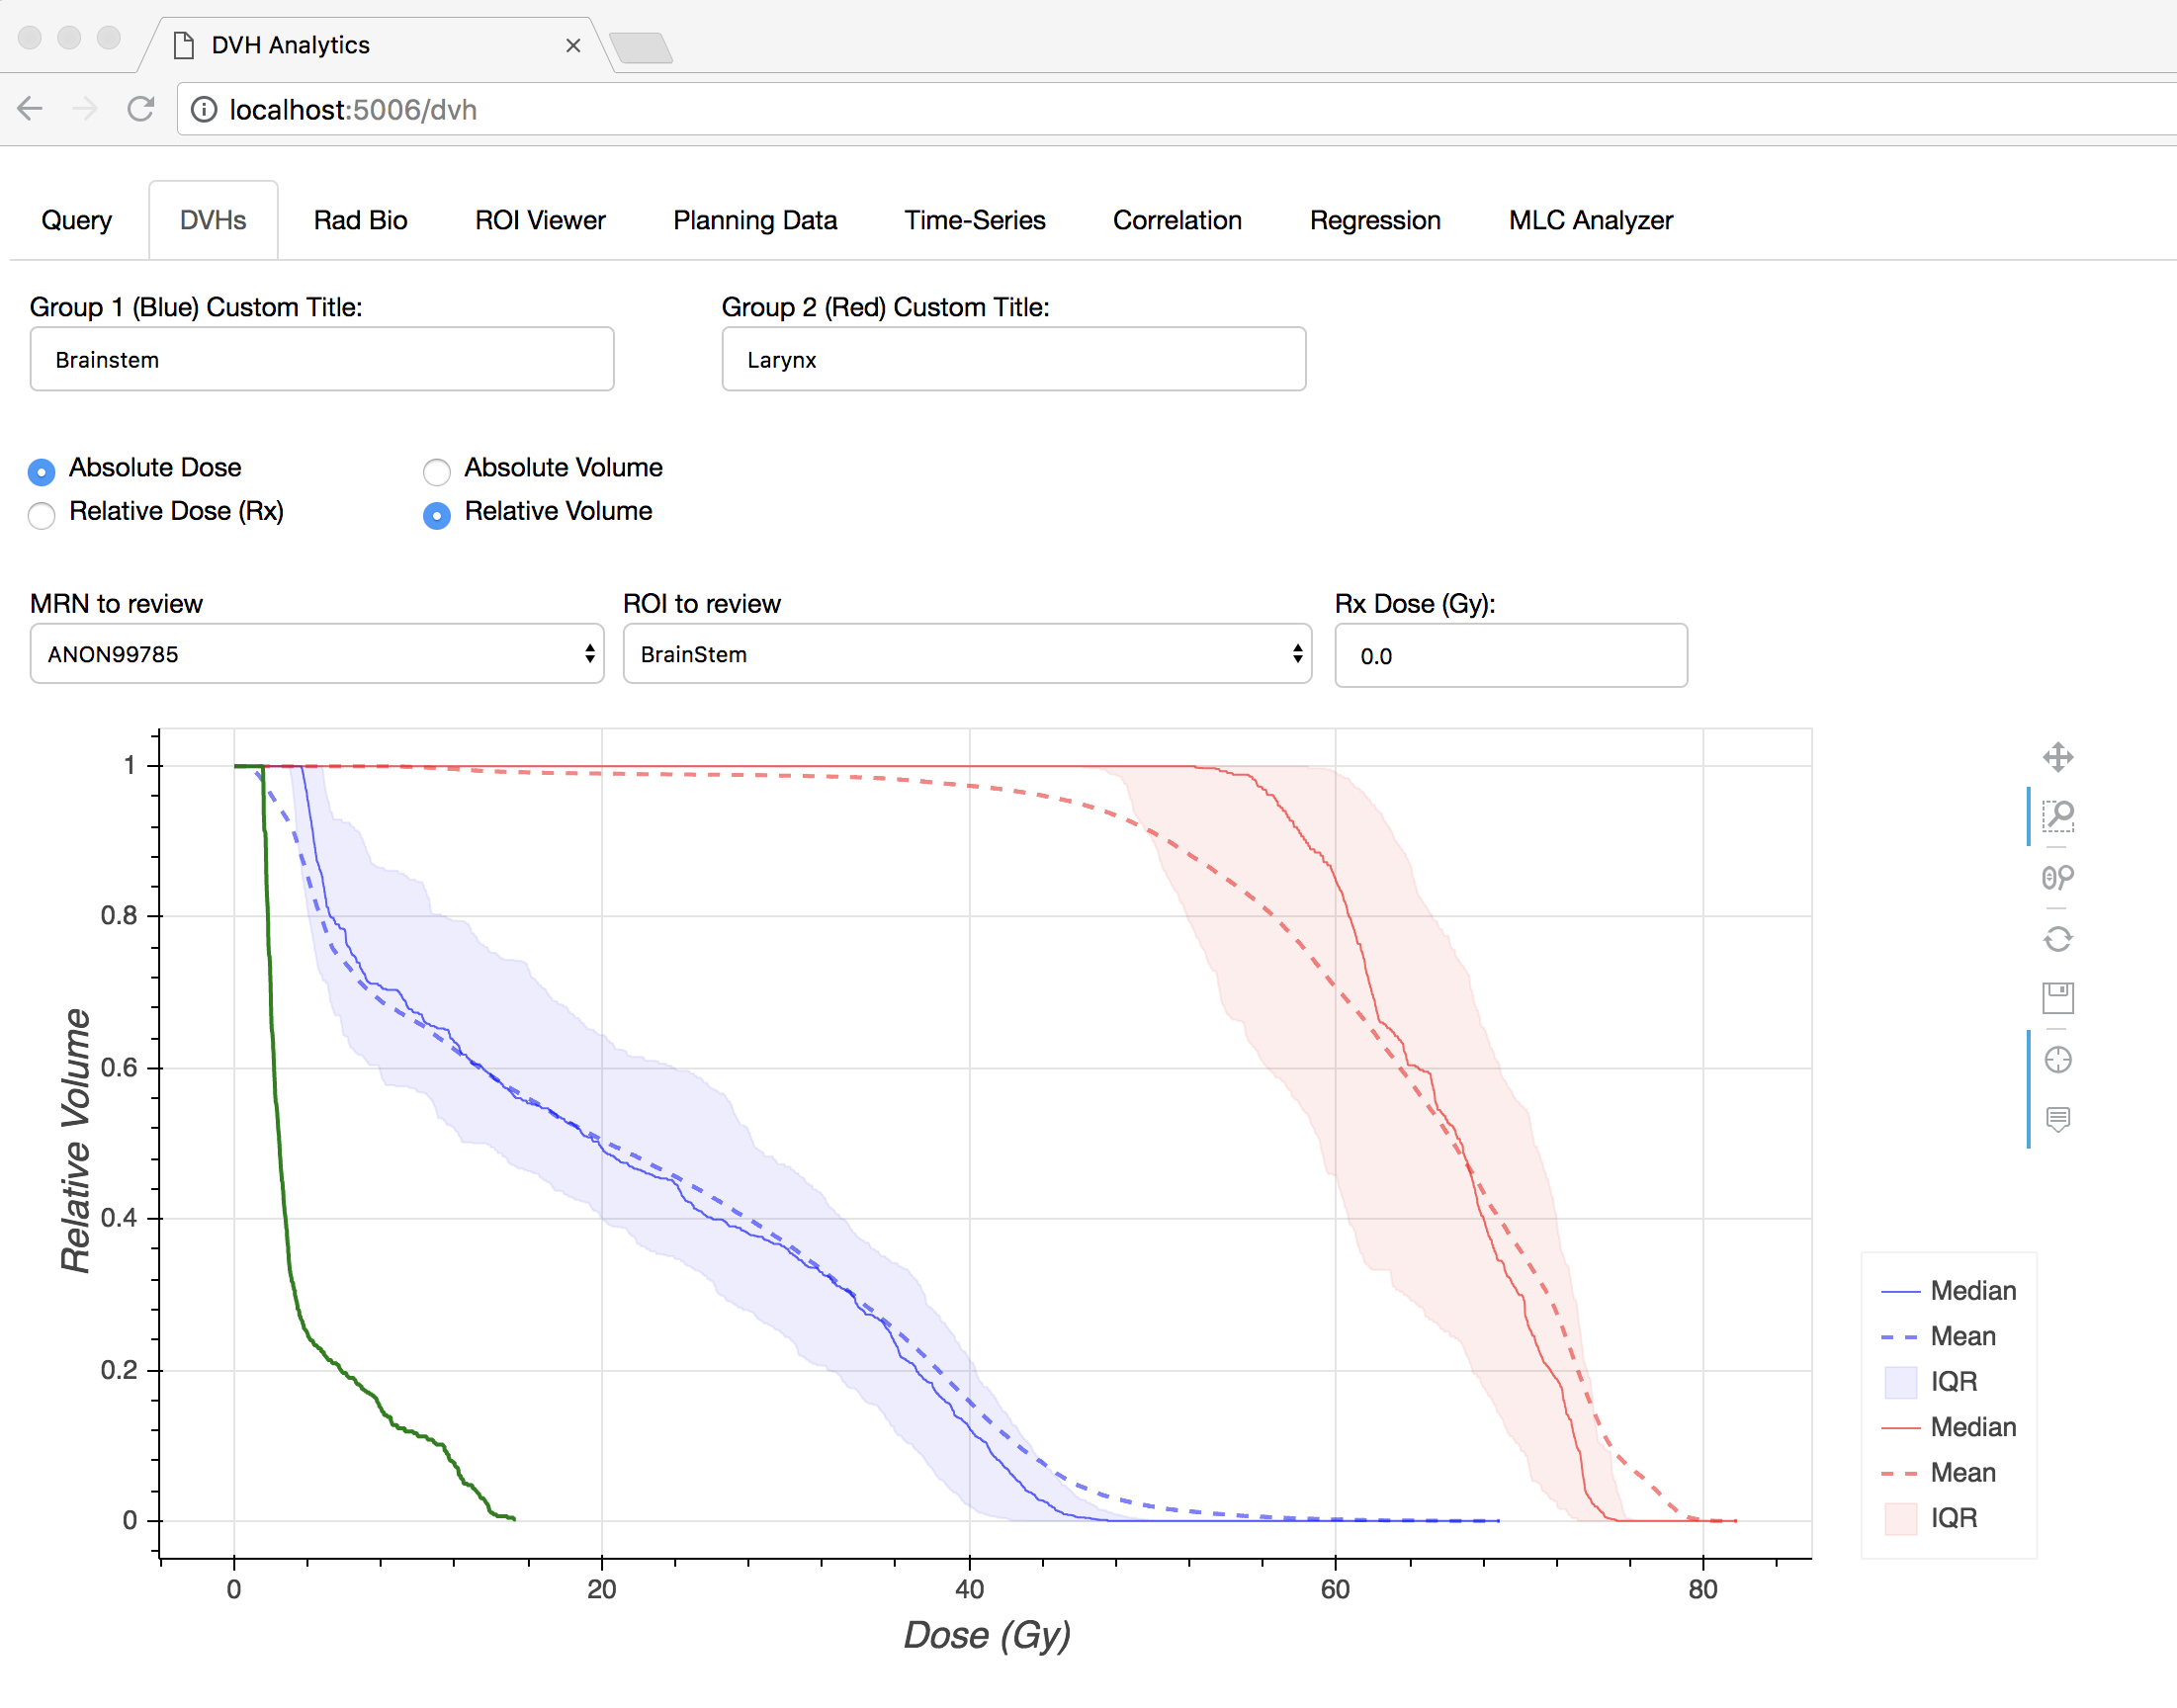 DVH Analytics
localhost:5006/dvh
Query DVHs Rad Bio ROI Viewer Planning Data Time-Series Correlation Regression MLC Analyzer
Group 1 (Blue) Custom Title: Group 2 (Red) Custom Title:
Brainstem Larynx
Absolute Dose Absolute Volume
Relative Dose (Rx) Relative Volume
MRN to review ROI to review Rx Dose (Gy):
ANON99785 BrainStem 0.0
Relative Volume
1
0.8
0.6
0.4
0.2
0
0 20 40 60 80
Dose (Gy)
Median
Mean
IQR
Median
Mean
IQR